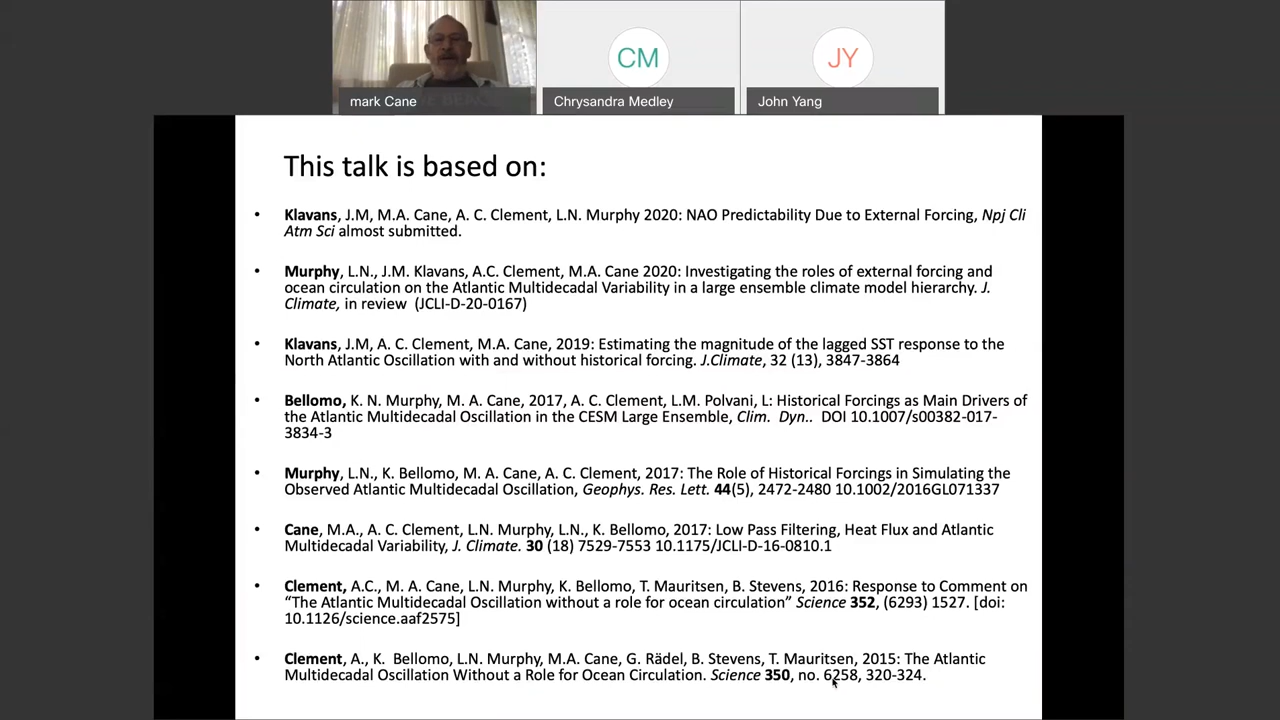 mark Cane
CM
Chrysandra Medley
JY
John Yang
This talk is based on:
• Klavans, J.M, M.A. Cane, A. C. Clement, L.N. Murphy 2020: NAO Predictability Due to External Forcing, Npj Cli
Atm Sci almost submitted.
• Murphy, L.N., J.M. Klavans, A.C. Clement, M.A. Cane 2020: Investigating the roles of external forcing and
ocean circulation on the Atlantic Multidecadal Variability in a large ensemble climate model hierarchy. J.
Climate, in review (JCLI-D-20-0167)
• Klavans, J.M, A. C. Clement, M.A. Cane, 2019: Estimating the magnitude of the lagged SST response to the
North Atlantic Oscillation with and without historical forcing. J.Climate, 32 (13), 3847-3864
• Bellomo, K. N. Murphy, M. A. Cane, 2017, A. C. Clement, L.M. Polvani, L: Historical Forcings as Main Drivers of
the Atlantic Multidecadal Oscillation in the CESM Large Ensemble, Clim. Dyn.. DOI 10.1007/s00382-017-
3834-3
• Murphy, L.N., K. Bellomo, M. A. Cane, A. C. Clement, 2017: The Role of Historical Forcings in Simulating the
Observed Atlantic Multidecadal Oscillation, Geophys. Res. Lett. 44(5), 2472-2480 10.1002/2016GL071337
• Cane, M.A., A. C. Clement, L.N. Murphy, L.N., K. Bellomo, 2017: Low Pass Filtering, Heat Flux and Atlantic
Multidecadal Variability, J. Climate. 30 (18) 7529-7553 10.1175/JCLI-D-16-0810.1
• Clement, A.C., M. A. Cane, L.N. Murphy, K. Bellomo, T. Mauritsen, B. Stevens, 2016: Response to Comment on
“The Atlantic Multidecadal Oscillation without a role for ocean circulation” Science 352, (6293) 1527. [doi:
10.1126/science.aaf2575]
• Clement, A., K. Bellomo, L.N. Murphy, M.A. Cane, G. Rädel, B. Stevens, T. Mauritsen, 2015: The Atlantic
Multidecadal Oscillation Without a Role for Ocean Circulation. Science 350, no. 6258, 320-324.